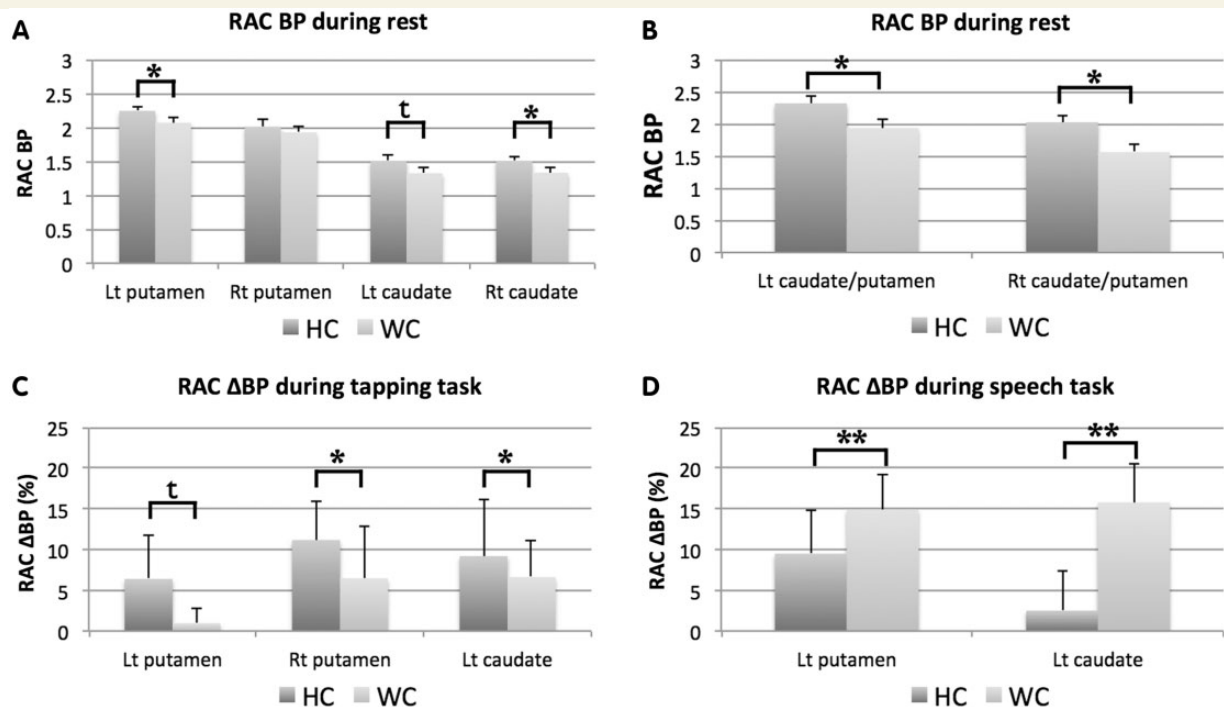 A
RAC BP during rest
RAC BP
3
2.5
2
1.5
1
0.5
0
*
t
*
Lt putamen Rt putamen Lt caudate Rt caudate
HC WC
B
RAC BP during rest
RAC BP
3
2.5
2
1.5
1
0.5
0
*
*
Lt caudate/putamen Rt caudate/putamen
HC WC
C
RAC ΔBP during tapping task
RAC ΔBP (%)
25
20
15
10
5
0
t
*
*
Lt putamen Rt putamen Lt caudate
HC WC
D
RAC ΔBP during speech task
RAC ΔBP (%)
25
20
15
10
5
0
**
**
Lt putamen Lt caudate
HC WC